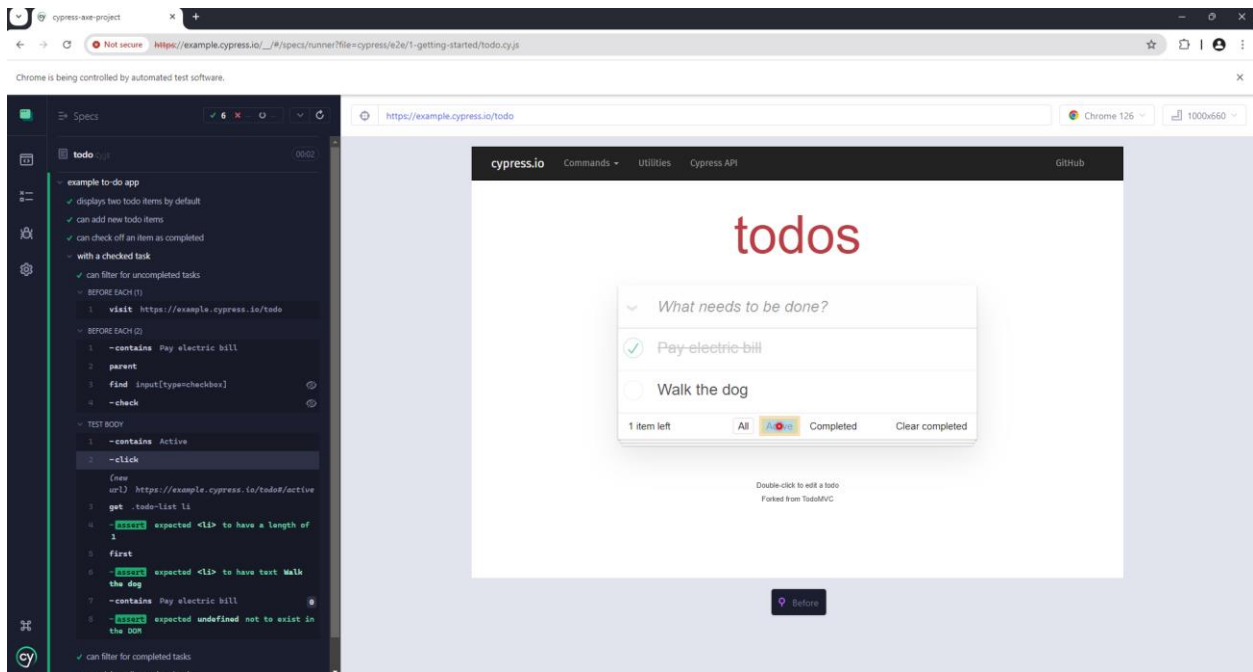 cypress-axe-project
Not secure https://example.cypress.io/__/#/specs/runner?file=cypress/e2e/1-getting-started/todo.cy.js
Chrome is being controlled by automated test software.
Specs
6
todo.cy.js
00:02
example to-do app
displays two todo items by default
can add new todo items
can check off an item as completed
with a checked task
can filter for uncompleted tasks
BEFORE EACH (1)
1 visit https://example.cypress.io/todo
BEFORE EACH (2)
1 -contains Pay electric bill
2 parent
3 find input[type=checkbox]
4 -check
TEST BODY
1 -contains Active
2 -click
(new
url) https://example.cypress.io/todo#/active
3 get .todo-list li
4 -assert expected <li> to have a length of
1
5 first
6 -assert expected <li> to have text Walk
the dog
7 -contains Pay electric bill 0
8 -assert expected undefined not to exist in
the DOM
can filter for completed tasks
cy
https://example.cypress.io/todo
Chrome 126
1000x660
cypress.io Commands Utilities Cypress API GitHub
todos
What needs to be done?
Pay electric bill
Walk the dog
1 item left All Active Completed Clear completed
Double-click to edit a todo
Forked from TodoMVC
Before